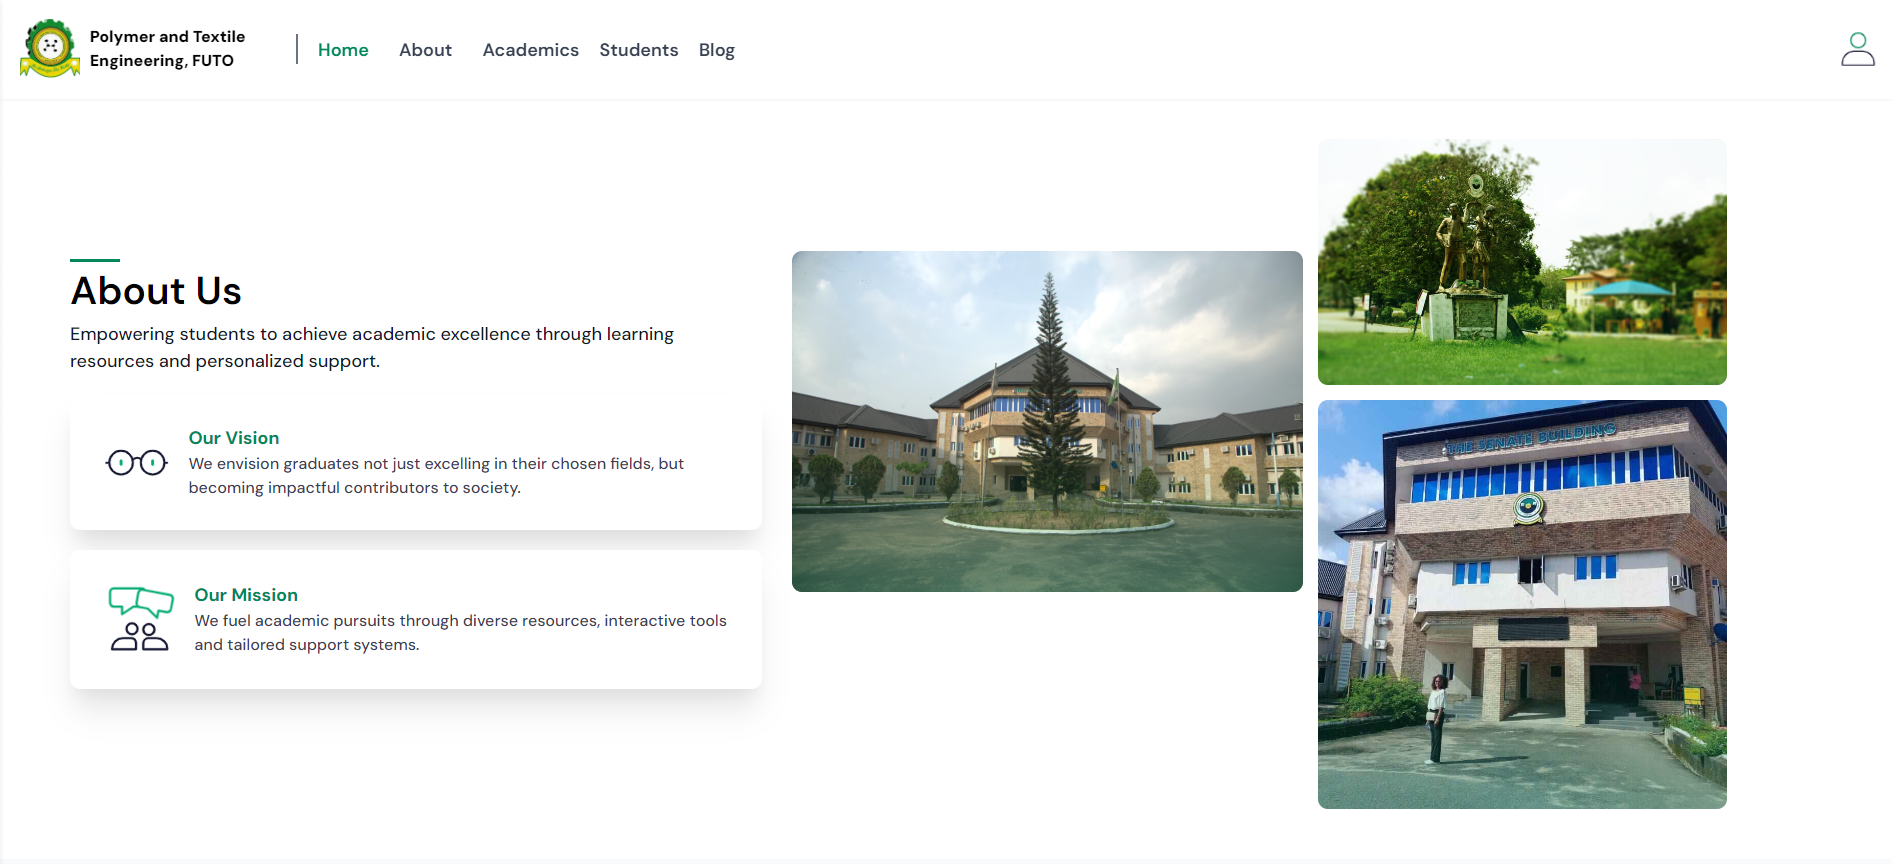 Polymer and Textile
Engineering, FUTO
Home About Academics Students Blog
About Us
Empowering students to achieve academic excellence through learning
resources and personalized support.
Our Vision
We envision graduates not just excelling in their chosen fields, but
becoming impactful contributors to society.
Our Mission
We fuel academic pursuits through diverse resources, interactive tools
and tailored support systems.
THE SENATE BUILDING